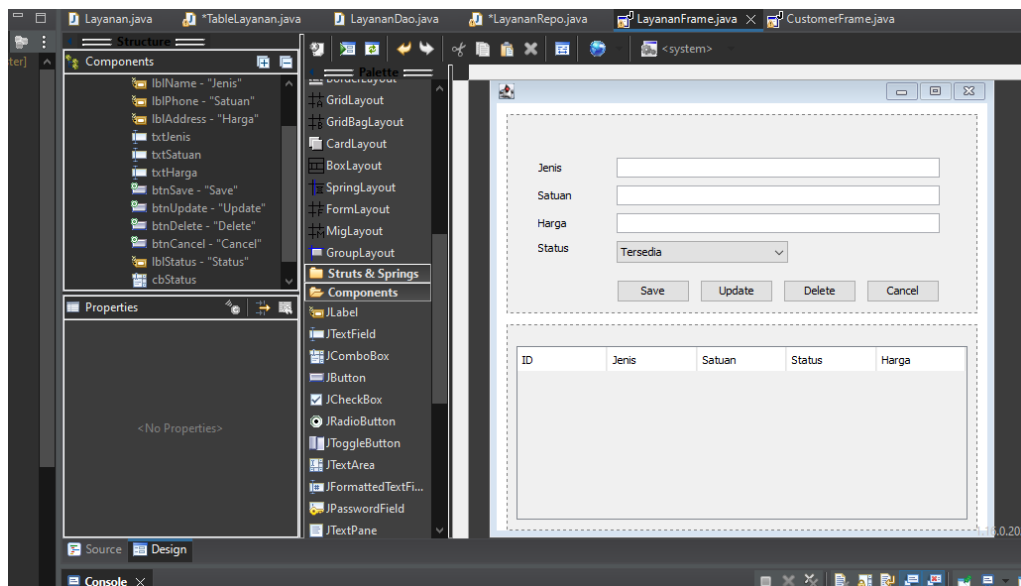 Layanan.java
*TableLayanan.java
LayananDao.java
*LayananRepo.java
LayananFrame.java
CustomerFrame.java
Structure
ter]
Components
lblName - "Jenis"
lblPhone - "Satuan"
lblAddress - "Harga"
txtJenis
txtSatuan
txtHarga
btnSave - "Save"
btnUpdate - "Update"
btnDelete - "Delete"
btnCancel - "Cancel"
lblStatus - "Status"
cbStatus
Properties
<No Properties>
<system>
Palette
BorderLayout
GridLayout
GridBagLayout
CardLayout
BoxLayout
SpringLayout
FormLayout
MigLayout
GroupLayout
Struts & Springs
Components
JLabel
JTextField
JComboBox
JButton
JCheckBox
JRadioButton
JToggleButton
JTextArea
JFormattedTextFi...
JPasswordField
JTextPane
Jenis
Satuan
Harga
Status
Tersedia
Save
Update
Delete
Cancel
ID
Jenis
Satuan
Status
Harga
Source
Design
Console